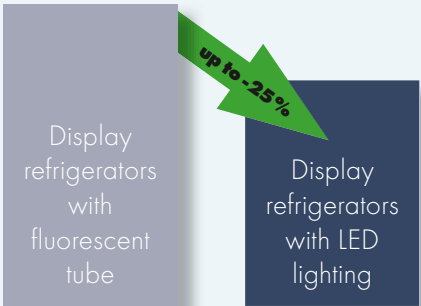 up to -25%
Display
refrigerators
with
fluorescent
tube
Display
refrigerators
with LED
lighting